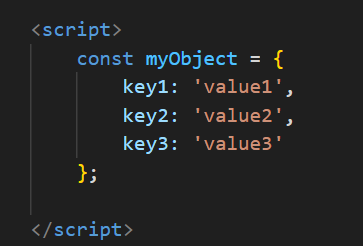 <script>
const myObject = {
key1: 'value1',
key2: 'value2',
key3: 'value3'
};
</script>